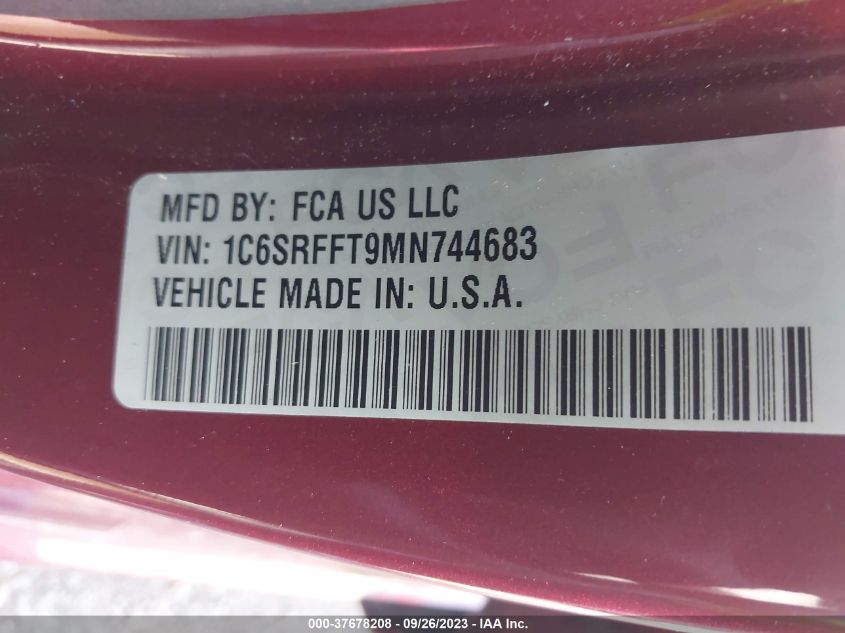 MFD BY: FCA US LLC
VIN: 1C6SRFFT9MN744683
VEHICLE MADE IN: U.S.A.
000-37678208 - 09/26/2023 - IAA Inc.